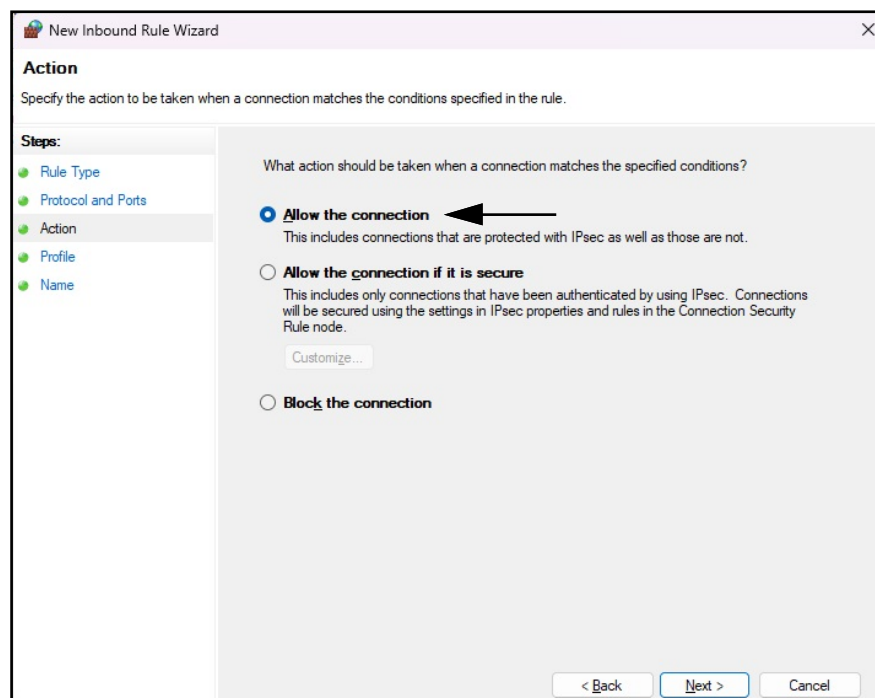 New Inbound Rule Wizard
Action
Specify the action to be taken when a connection matches the conditions specified in the rule.
Steps:
Rule Type
Protocol and Ports
Action
Profile
Name
What action should be taken when a connection matches the specified conditions?
Allow the connection
This includes connections that are protected with IPsec as well as those are not.
Allow the connection if it is secure
This includes only connections that have been authenticated by using IPsec. Connections
will be secured using the settings in IPsec properties and rules in the Connection Security
Rule node.
Customize...
Block the connection
< Back
Next >
Cancel